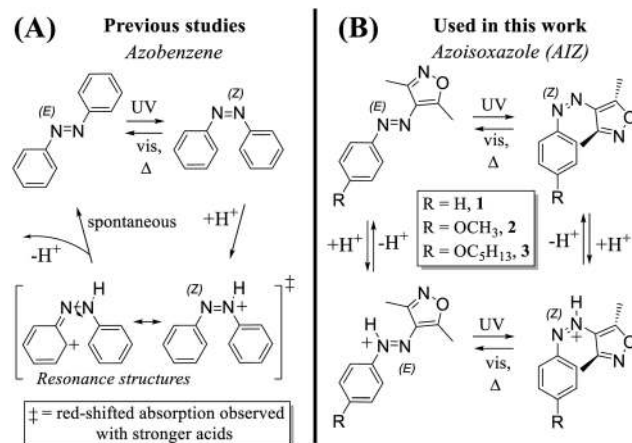 (A)
Previous studies
Azobenzene
(E)
N=N
UV
vis,
Δ
(Z)
N=N
spontaneous
-H+
+H+
H
N
N
+
(Z)
H
N=N
+
‡
Resonance structures
‡ = red-shifted absorption observed
with stronger acids
(B)
Used in this work
Azoisoxazole (AIZ)
N
O
(E)
N=N
R
UV
vis,
Δ
(Z)
N=N
O
N
R
R = H, 1
R = OCH3, 2
R = OC5H13, 3
+H+
-H+
-H+
+H+
N
O
H
N=N
+
(E)
R
UV
vis,
Δ
H
(Z)
N=N
+
O
N
R